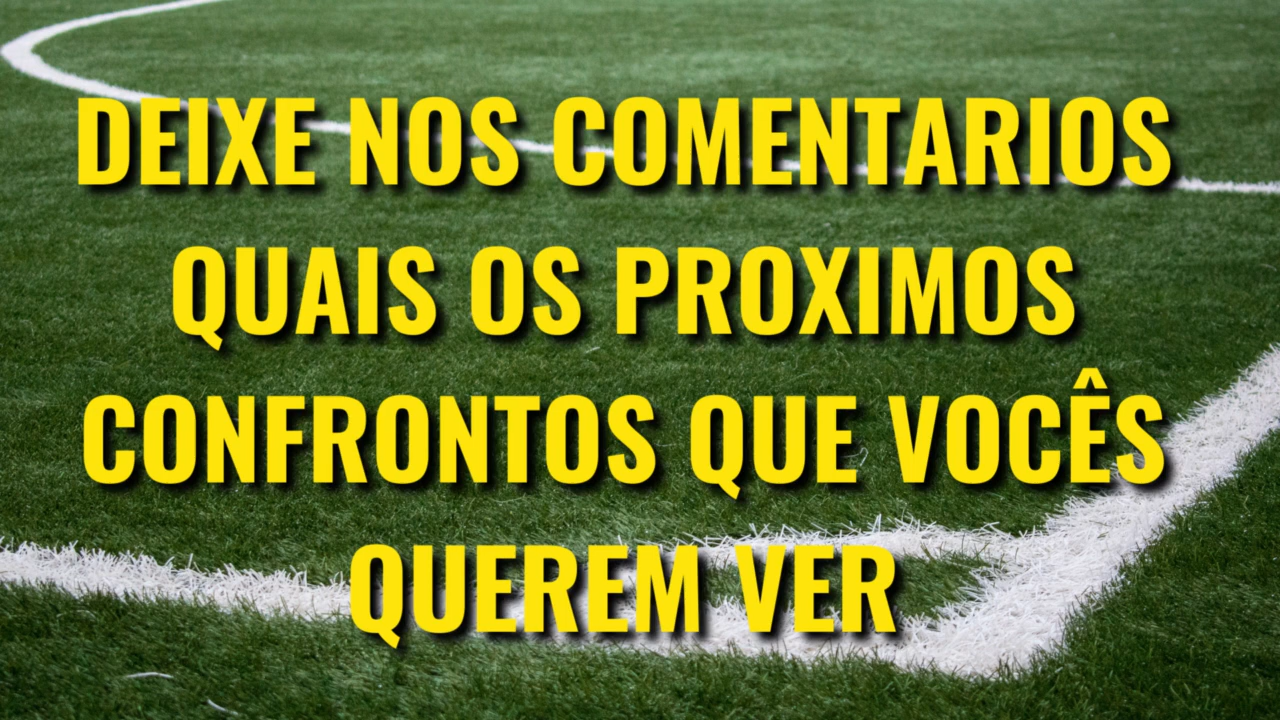 DEIXE NOS COMENTARIOS
QUAIS OS PROXIMOS
CONFRONTOS QUE VOCÊS
QUEREM VER